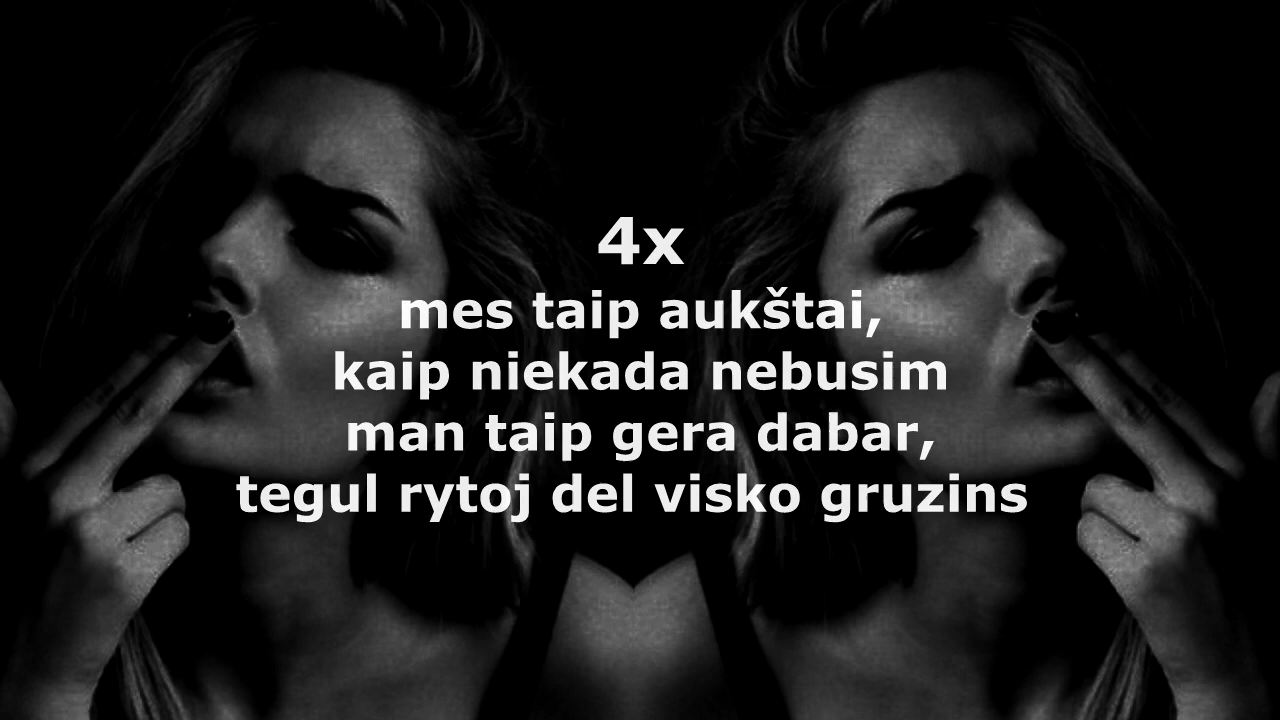 4x
mes taip aukštai,
kaip niekada nebusim
man taip gera dabar,
tegul rytoj del visko gruzins